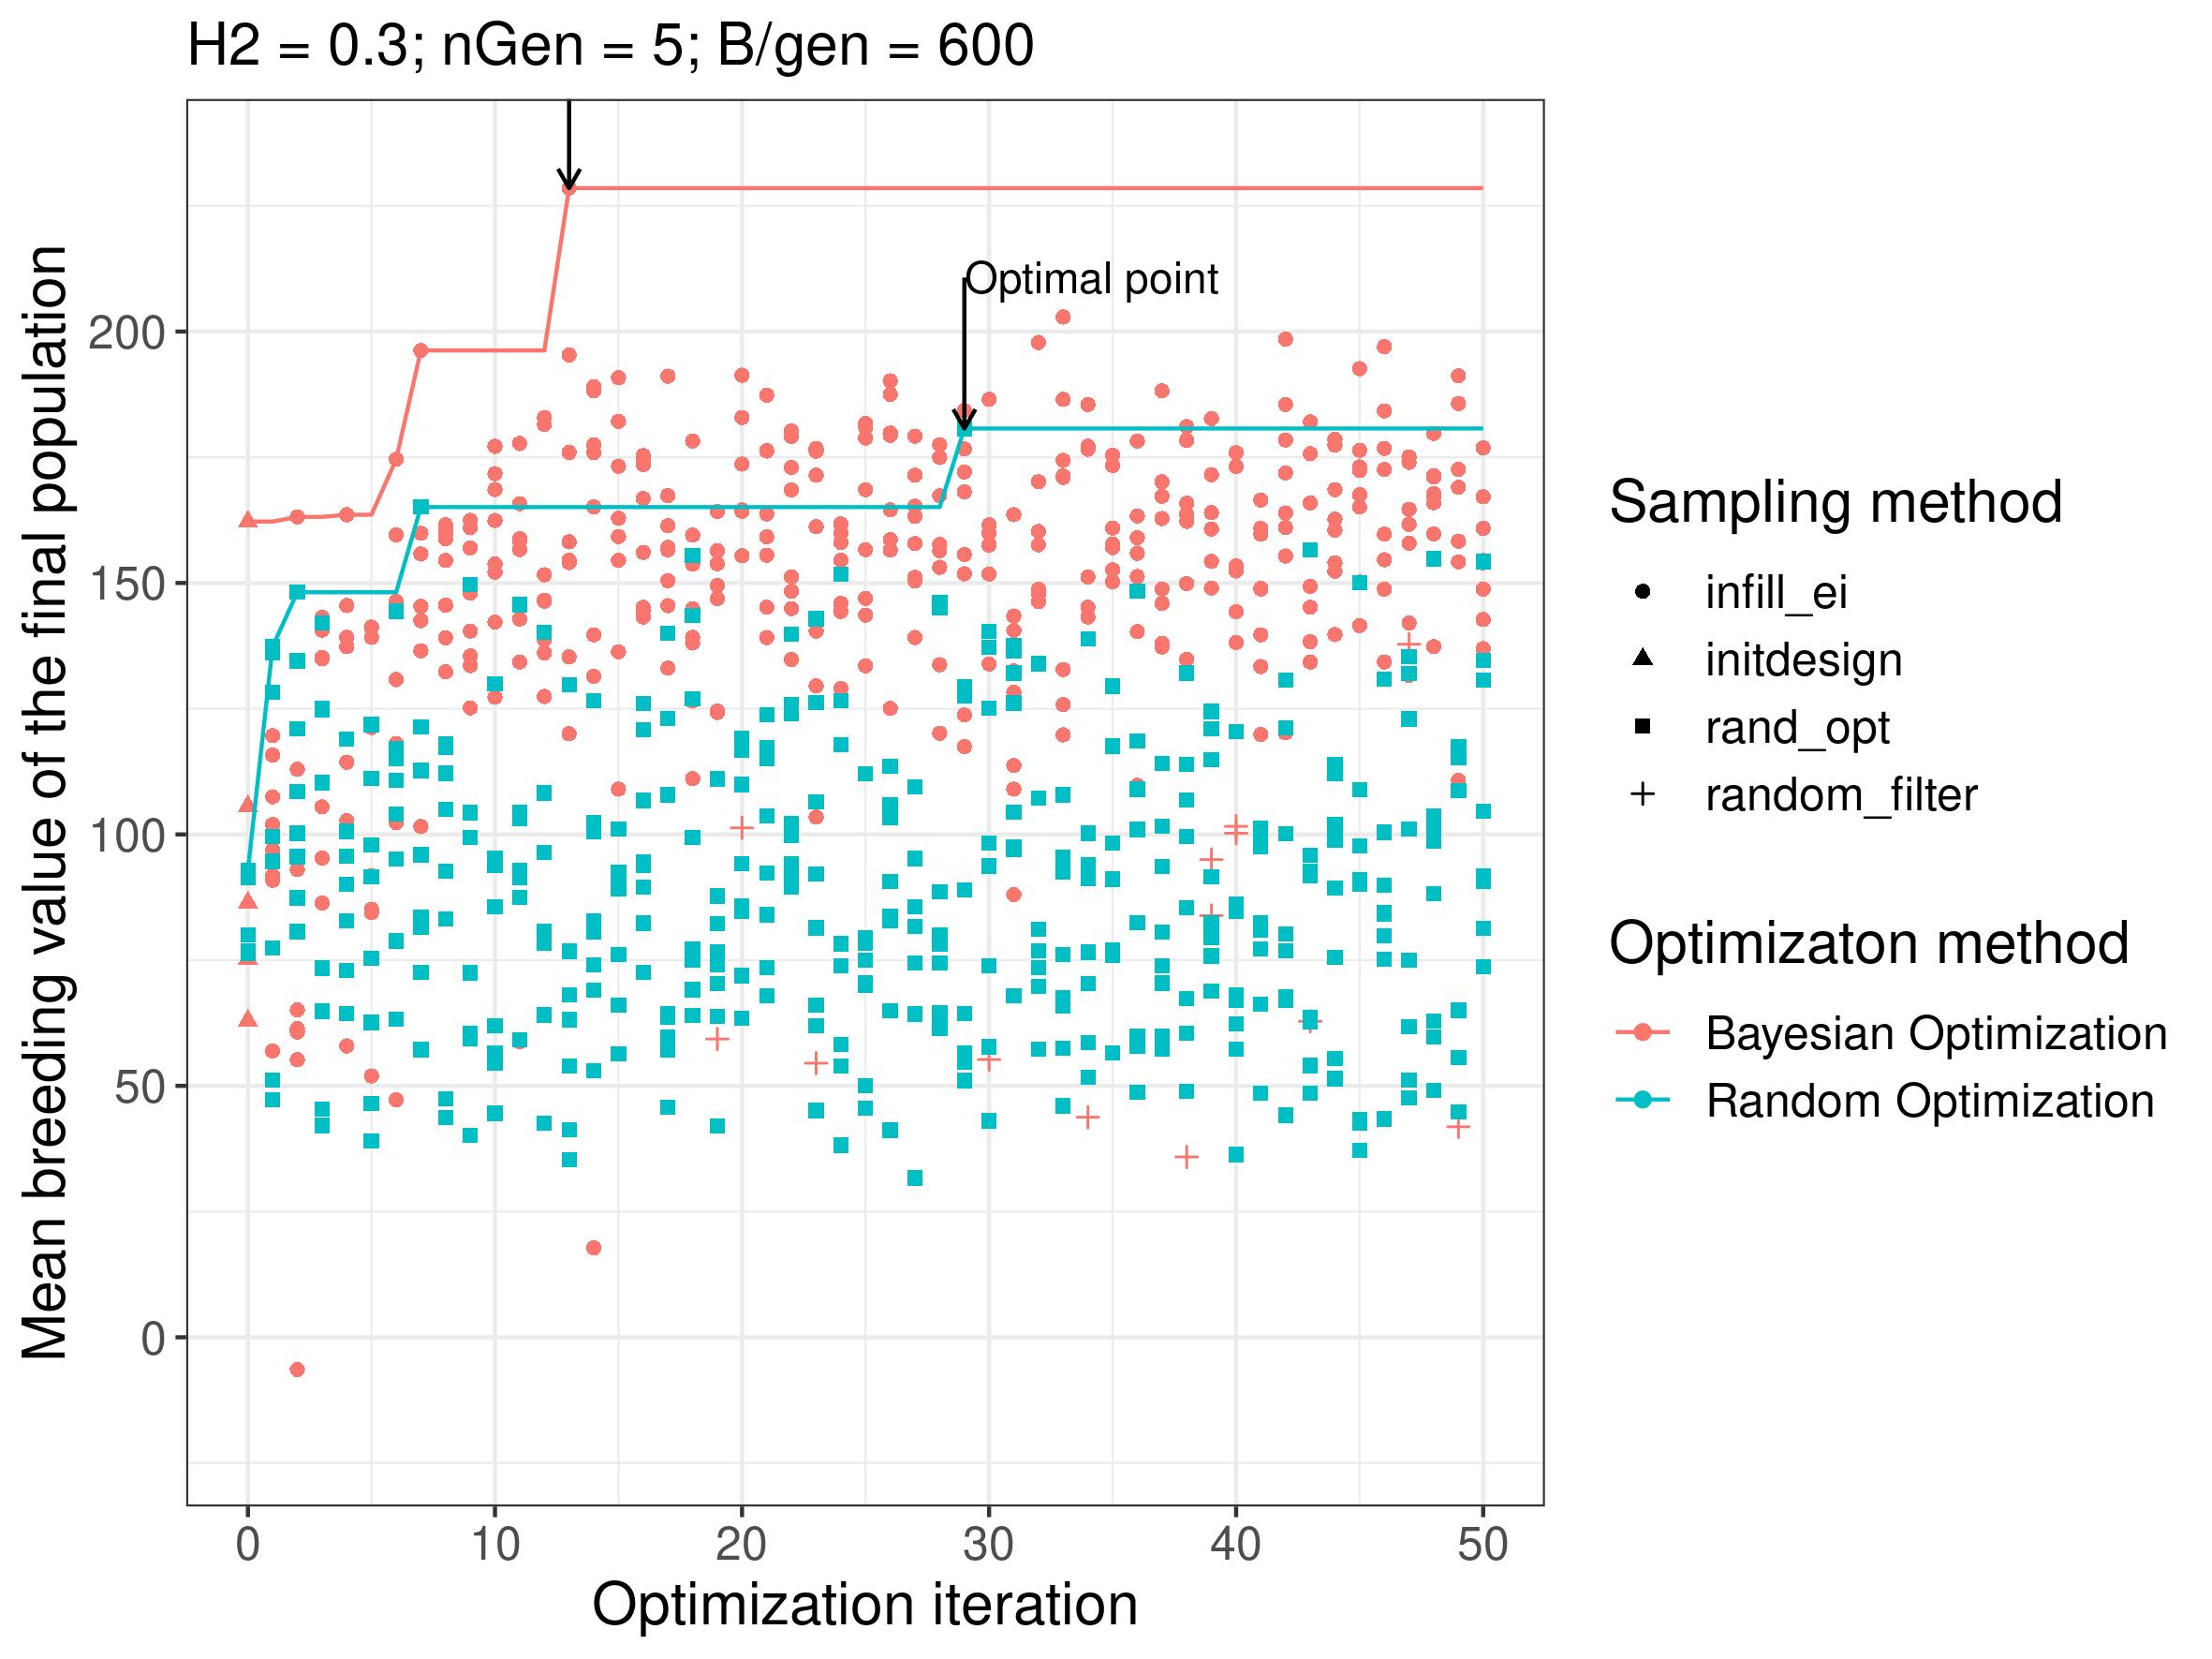 H2 = 0.3; nGen = 5; B/gen = 600
Mean breeding value of the final population
200
150
100
50
0
Optimal point
0 10 20 30 40 50
Optimization iteration
Sampling method
infill_ei
initdesign
rand_opt
random_filter
Optimizaton method
Bayesian Optimization
Random Optimization